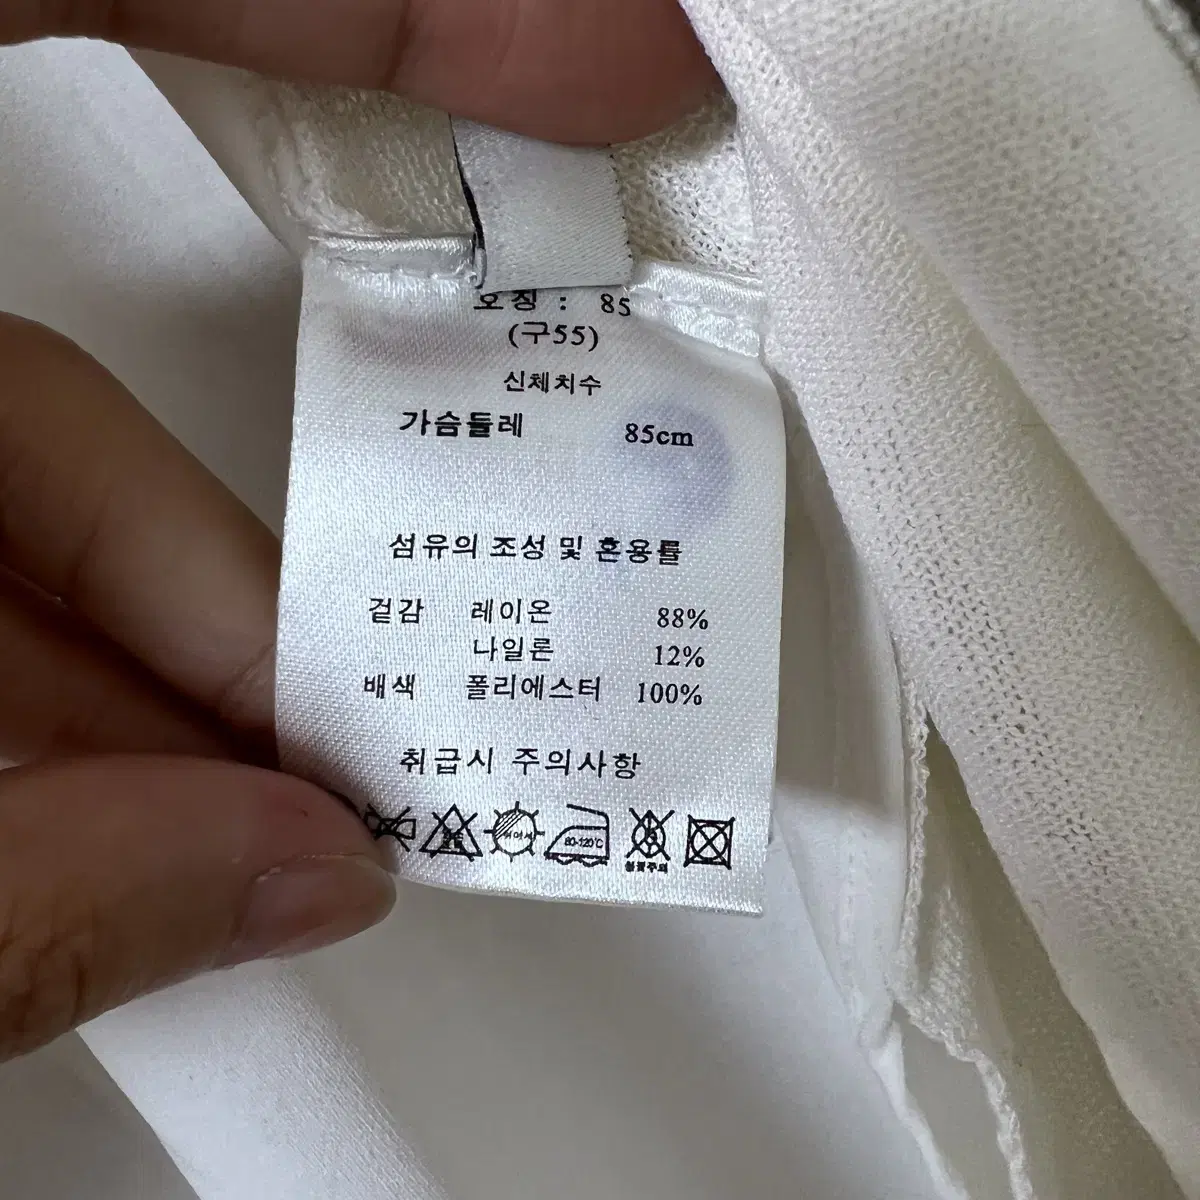 호칭 : 85
(구55)
신체치수
가슴둘레 85cm
섬유의 조성 및 혼용률
겉감 레이온 88%
나일론 12%
배색 폴리에스터 100%
취급시 주의사항
80-120℃